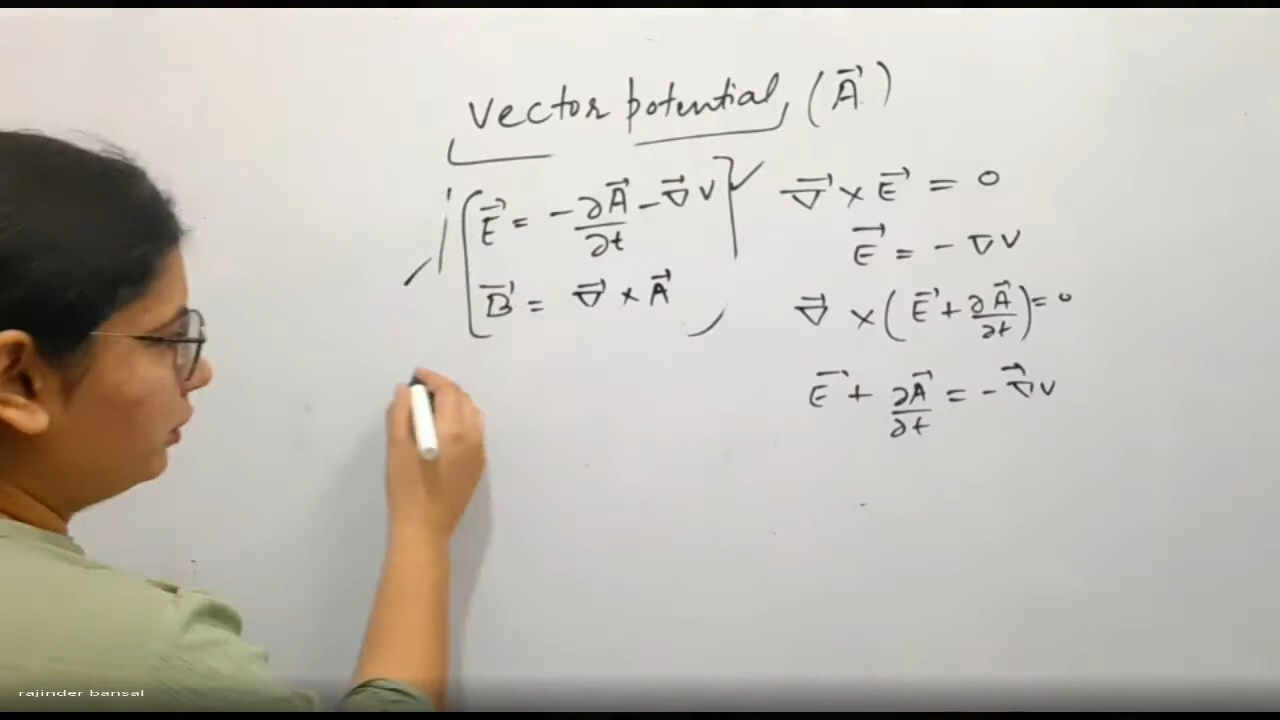 Vector potential (A⃗)
E⃗ = -∂A⃗/∂t - ∇⃗V
B⃗ = ∇⃗ × A⃗
∇⃗ × E⃗ = 0
E⃗ = - ∇V
∇⃗ × (E⃗ + ∂A⃗/∂t) = 0
E⃗ + ∂A⃗/∂t = - ∇⃗V
rajinder bansal